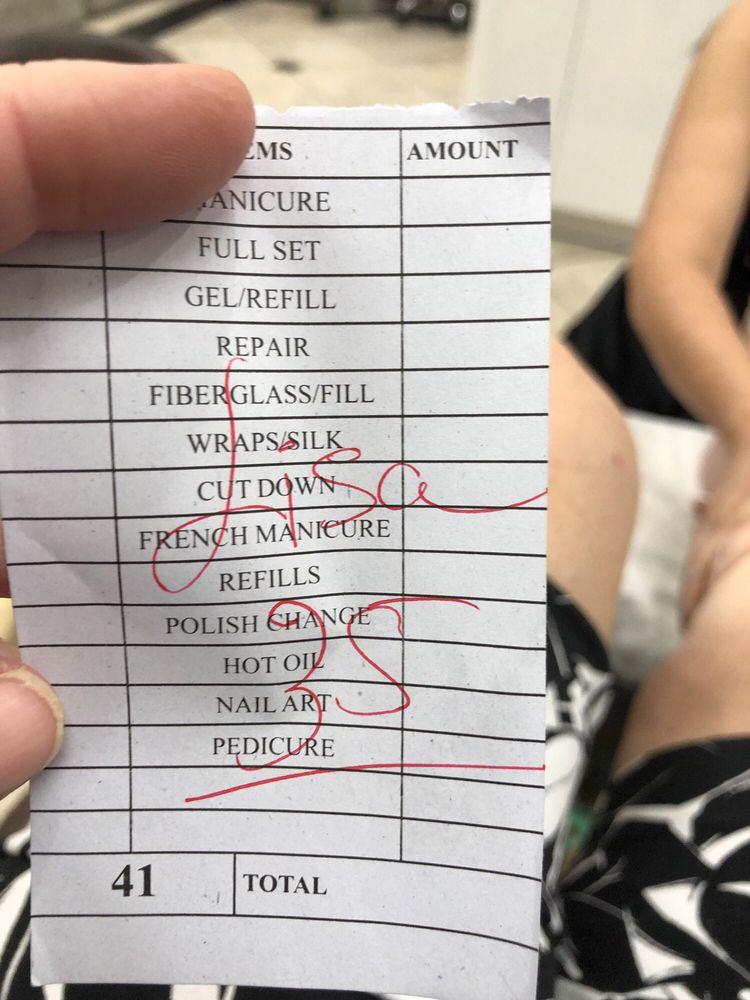 EMS AMOUNT
ANICURE
FULL SET
GEL/REFILL
REPAIR
FIBERGLASS/FILL
WRAPS/SILK
CUT DOWN
Lisa
FRENCH MANICURE
REFILLS
POLISH CHANGE
HOT OIL
35
NAIL ART
PEDICURE
41 TOTAL